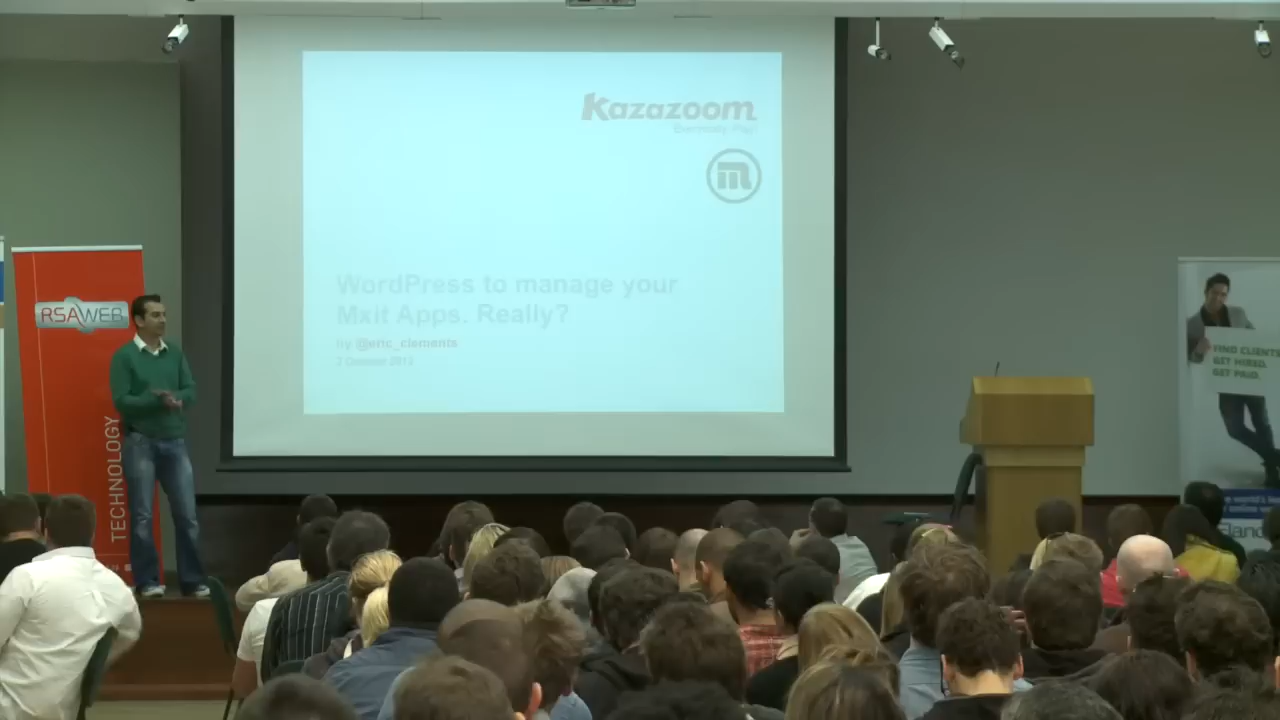 Kazazoom
WordPress to manage your
Mxit Apps. Really?
by @eric_clements
RSAWEB
TECHNOLOGY
FIND CLIENTS
GET HIRED.
GET PAID.